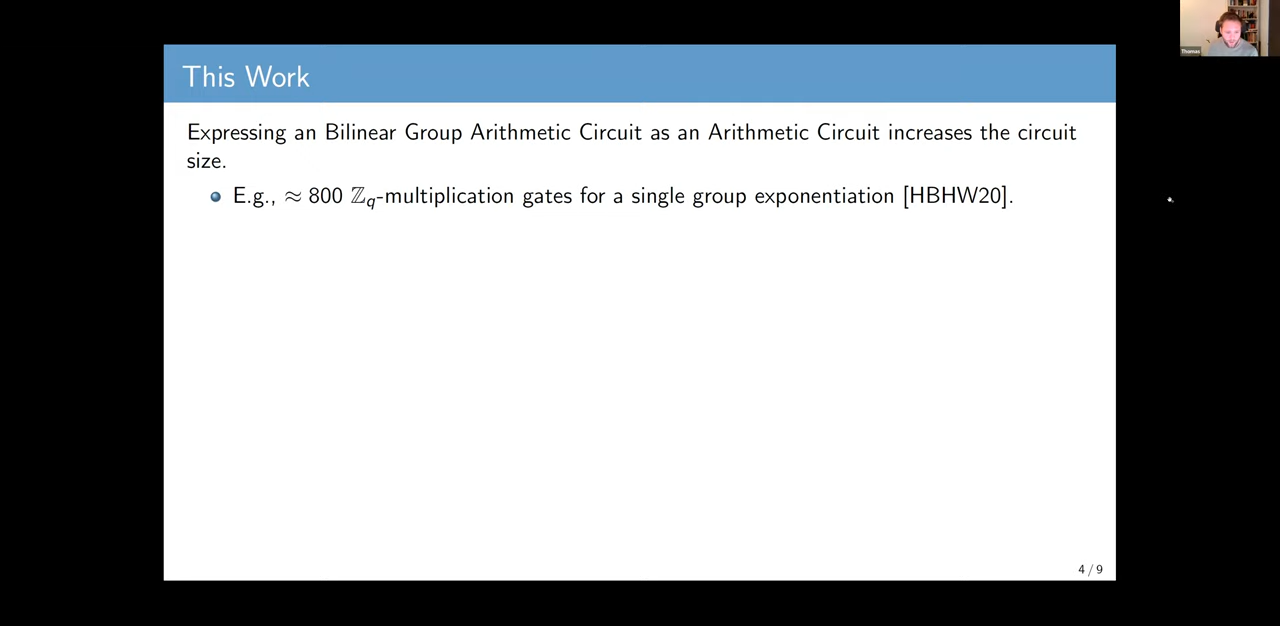 This Work
Expressing an Bilinear Group Arithmetic Circuit as an Arithmetic Circuit increases the circuit
size.
E.g., ≈ 800 ℤq-multiplication gates for a single group exponentiation [HBHW20].
4 / 9
Thomas